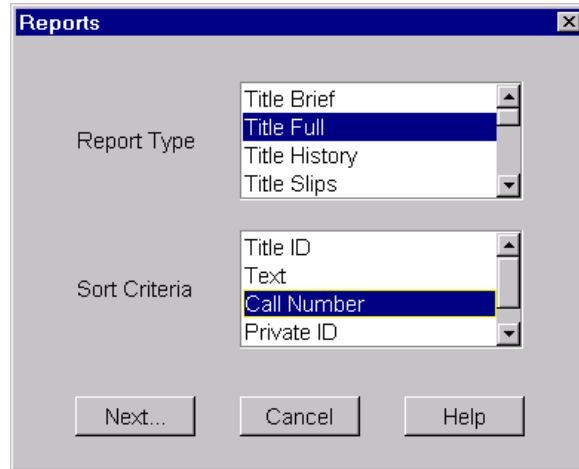 Reports
Report Type
Title Brief
Title Full
Title History
Title Slips
Sort Criteria
Title ID
Text
Call Number
Private ID
Next...
Cancel
Help